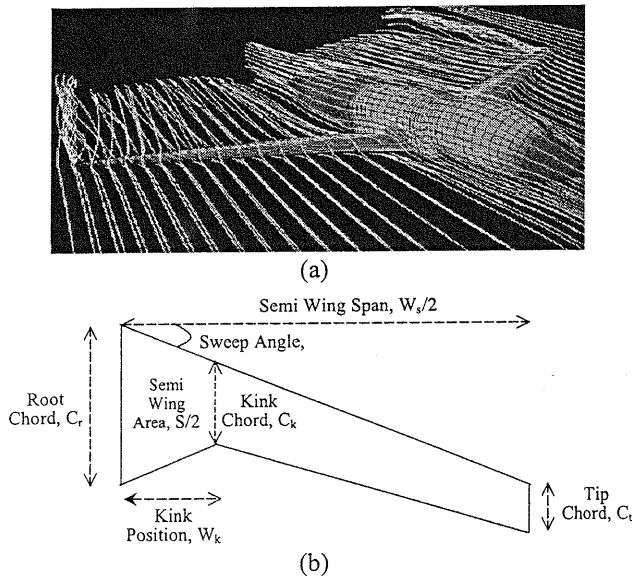 (a)
Semi Wing Span, Wₛ/2
Sweep Angle,
Root
Chord, Cᵣ
Semi
Wing
Area, S/2
Kink
Chord, Cₖ
Kink
Position, Wₖ
Tip
Chord, Cₜ
(b)